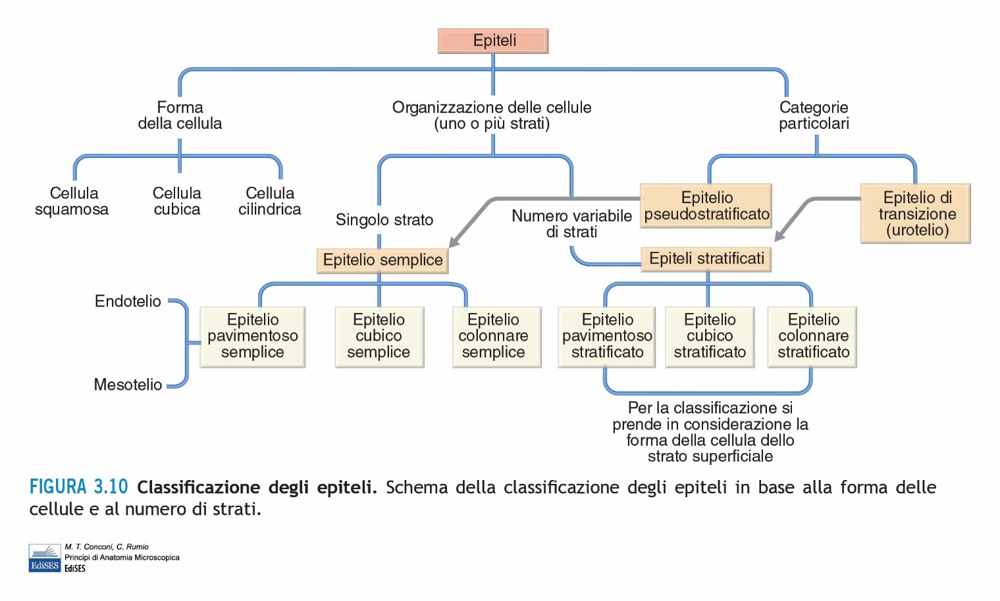 Epiteli
Forma
della cellula
Organizzazione delle cellule
(uno o più strati)
Categorie
particolari
Cellula
squamosa
Cellula
cubica
Cellula
cilindrica
Singolo strato
Numero variabile
di strati
Epitelio
pseudostratificato
Epitelio di
transizione
(urotelio)
Epitelio semplice
Epiteli stratificati
Endotelio
Mesotelio
Epitelio
pavimentoso
semplice
Epitelio
cubico
semplice
Epitelio
colonnare
semplice
Epitelio
pavimentoso
stratificato
Epitelio
cubico
stratificato
Epitelio
colonnare
stratificato
Per la classificazione si
prende in considerazione la
forma della cellula dello
strato superficiale
FIGURA 3.10 Classificazione degli epiteli. Schema della classificazione degli epiteli in base alla forma delle
cellule e al numero di strati.
EdiSES
M. T. Conconi, C. Rumio
Principi di Anatomia Microscopica
EdiSES